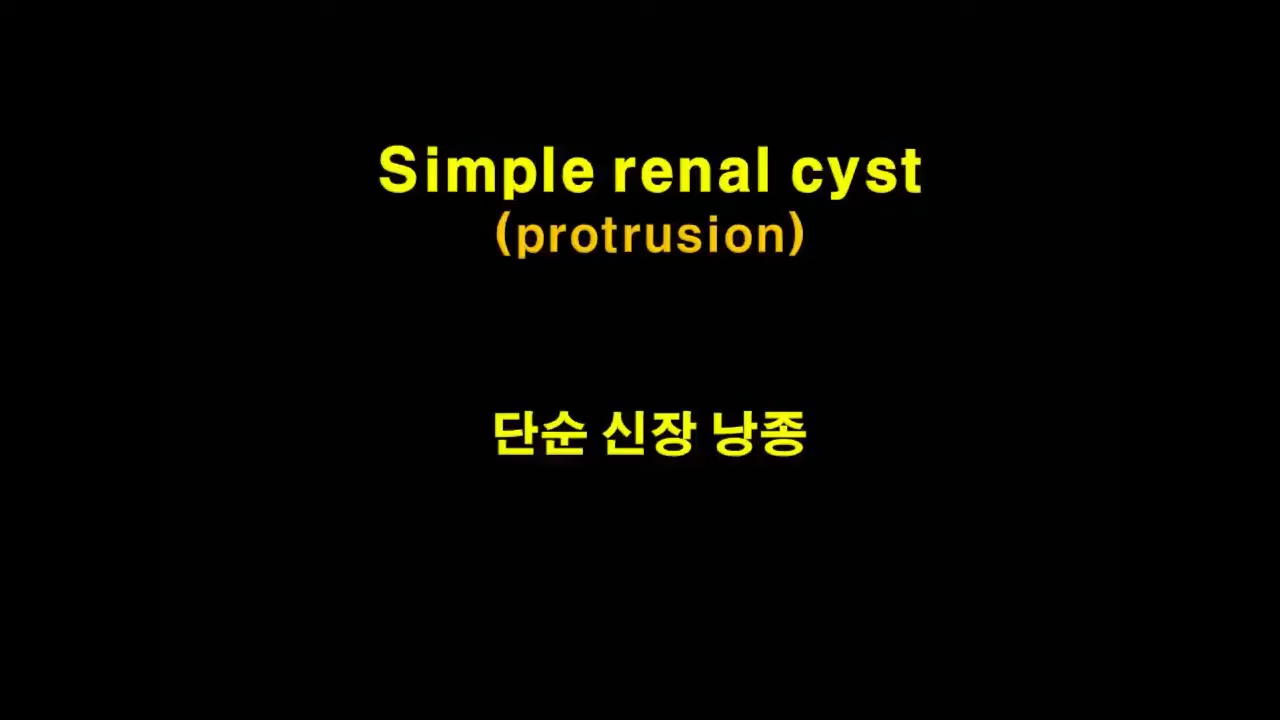 Simple renal cyst
(protrusion)
단순 신장 낭종